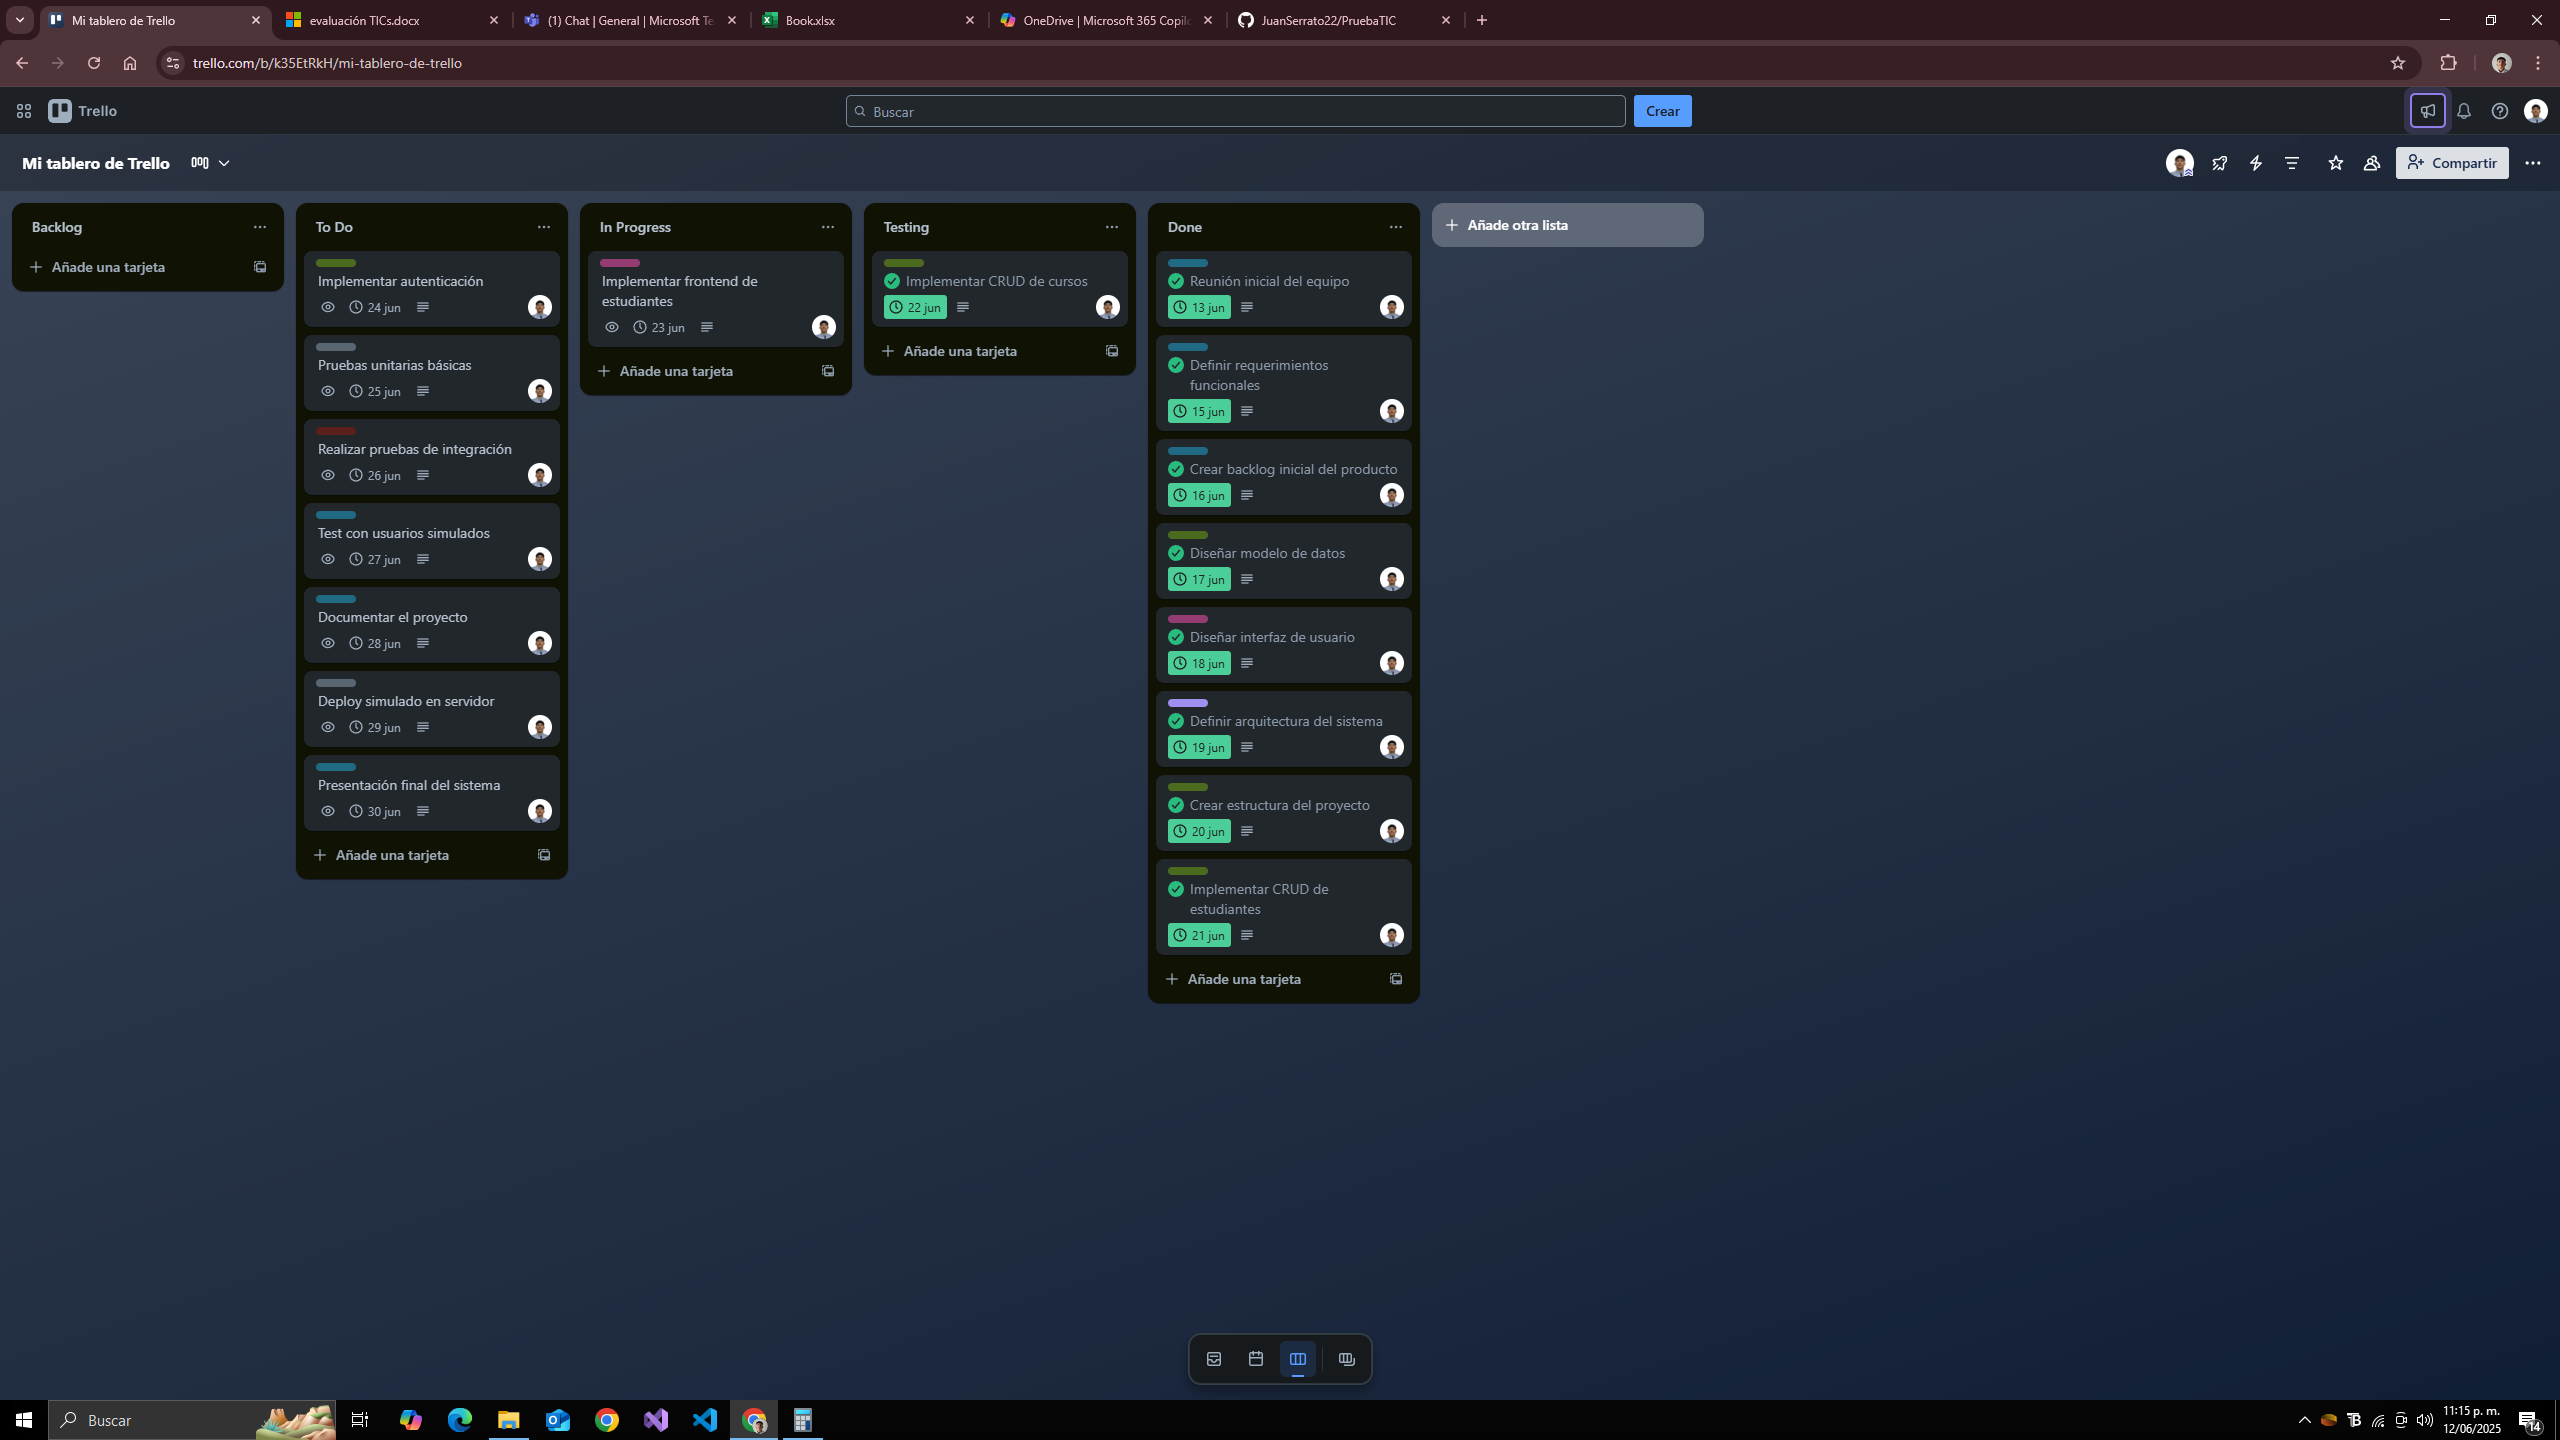 Mi tablero de Trello
evaluación TICs.docx
(1) Chat | General | Microsoft Te
Book.xlsx
OneDrive | Microsoft 365 Copil
JuanSerrato22/PruebaTIC
trello.com/b/k35EtRkH/mi-tablero-de-trello
Trello
Buscar
Crear
Mi tablero de Trello
Compartir
Backlog
Añade una tarjeta
To Do
Implementar autenticación
24 jun
Pruebas unitarias básicas
25 jun
Realizar pruebas de integración
26 jun
Test con usuarios simulados
27 jun
Documentar el proyecto
28 jun
Deploy simulado en servidor
29 jun
Presentación final del sistema
30 jun
Añade una tarjeta
In Progress
Implementar frontend de
estudiantes
23 jun
Añade una tarjeta
Testing
Implementar CRUD de cursos
22 jun
Añade una tarjeta
Done
Reunión inicial del equipo
13 jun
Definir requerimientos
funcionales
15 jun
Crear backlog inicial del producto
16 jun
Diseñar modelo de datos
17 jun
Diseñar interfaz de usuario
18 jun
Definir arquitectura del sistema
19 jun
Crear estructura del proyecto
20 jun
Implementar CRUD de
estudiantes
21 jun
Añade una tarjeta
Añade otra lista
Buscar
11:15 p. m.
12/06/2025
14